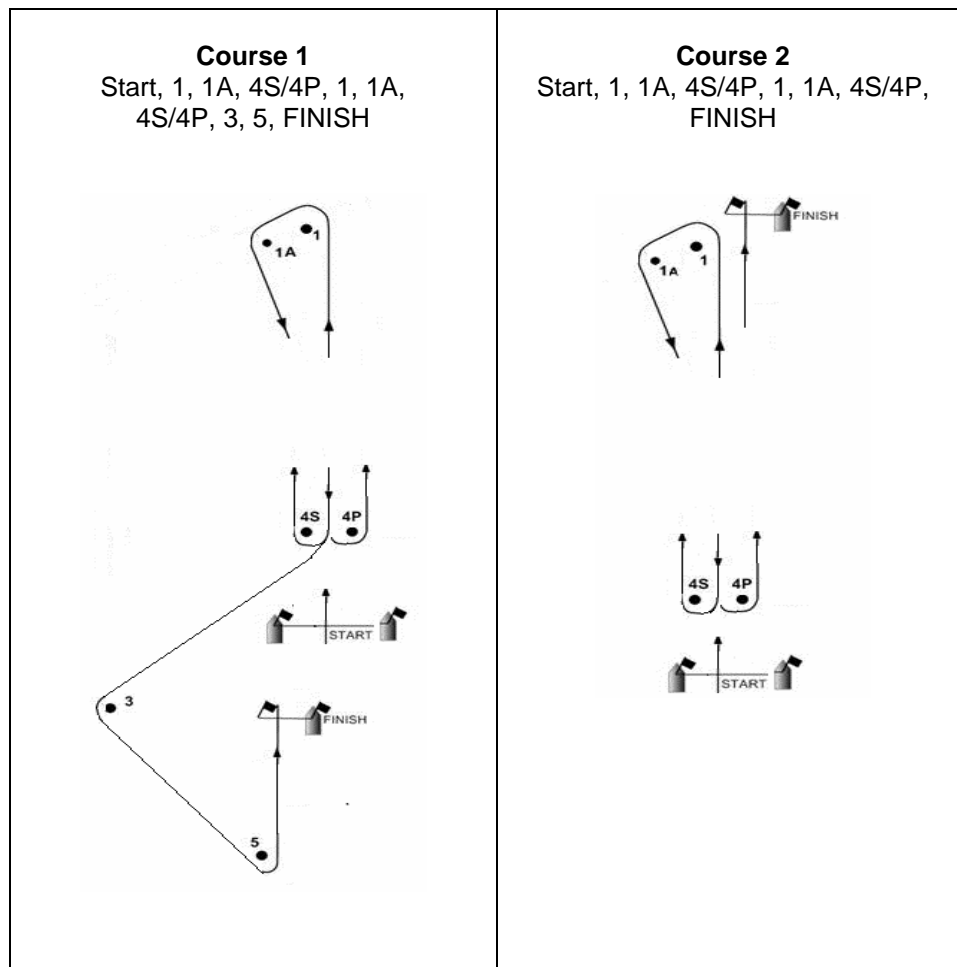 Course 1
Start, 1, 1A, 4S/4P, 1, 1A,
4S/4P, 3, 5, FINISH
1
1A
4S 4P
START
3
FINISH
5
Course 2
Start, 1, 1A, 4S/4P, 1, 1A, 4S/4P,
FINISH
FINISH
1
1A
4S 4P
START